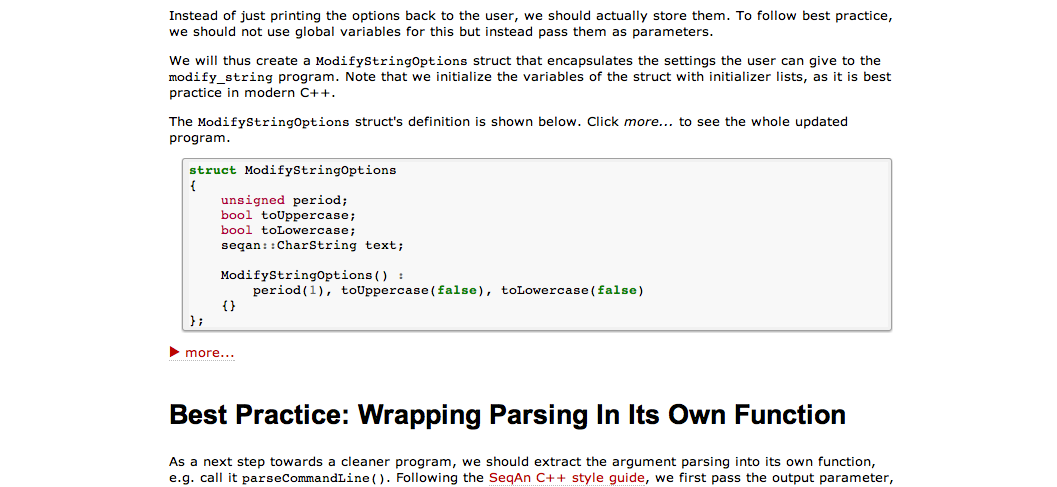 Instead of just printing the options back to the user, we should actually store them. To follow best practice,
we should not use global variables for this but instead pass them as parameters.
We will thus create a ModifyStringOptions struct that encapsulates the settings the user can give to the
modify_string program. Note that we initialize the variables of the struct with initializer lists, as it is best
practice in modern C++.
The ModifyStringOptions struct's definition is shown below. Click more... to see the whole updated
program.
struct ModifyStringOptions
{
    unsigned period;
    bool toUppercase;
    bool toLowercase;
    seqan::CharString text;
    ModifyStringOptions() :
        period(1), toUppercase(false), toLowercase(false)
    {}
};
▶ more...
Best Practice: Wrapping Parsing In Its Own Function
As a next step towards a cleaner program, we should extract the argument parsing into its own function,
e.g. call it parseCommandLine(). Following the SeqAn C++ style guide, we first pass the output parameter,